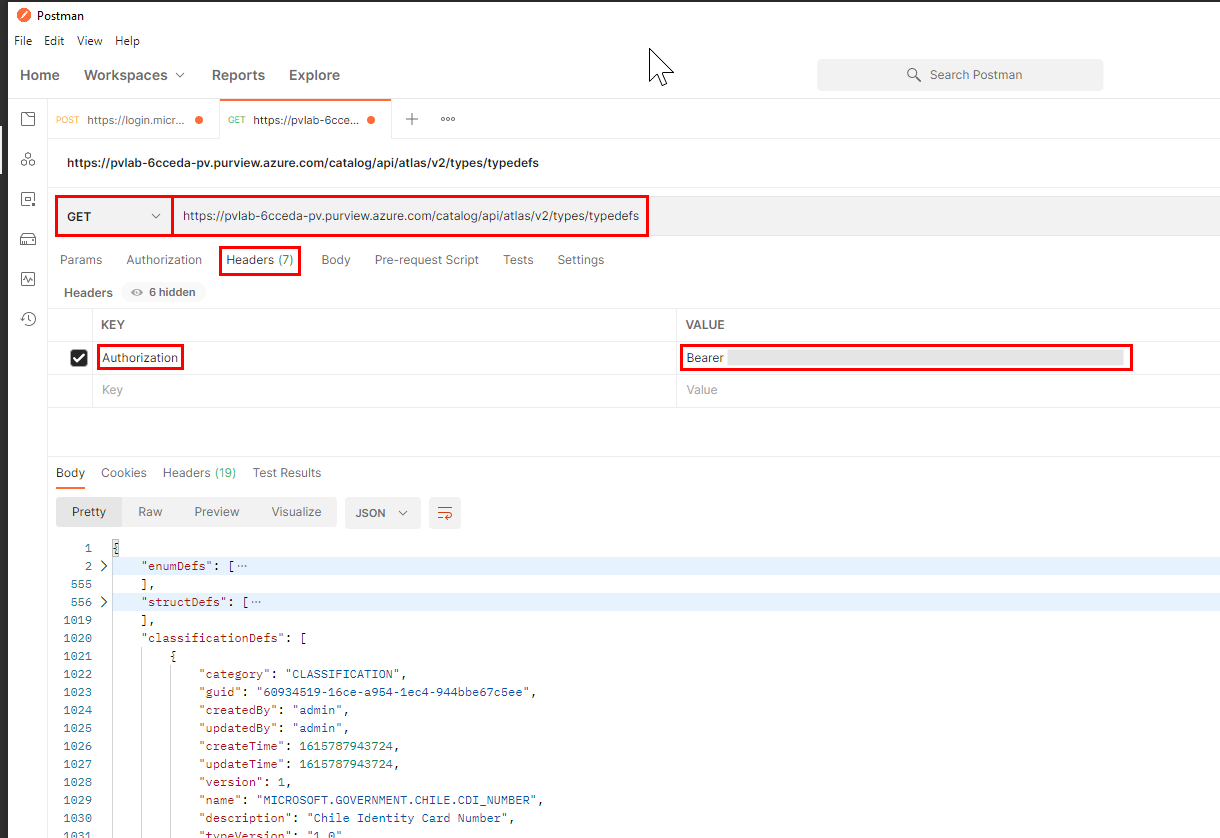 Postman
File Edit View Help
Home Workspaces Reports Explore Search Postman
POST https://login.micr... GET https://pvlab-6cce... + ooo
https://pvlab-6cceda-pv.purview.azure.com/catalog/api/atlas/v2/types/typedefs
GET https://pvlab-6cceda-pv.purview.azure.com/catalog/api/atlas/v2/types/typedefs
Params Authorization Headers (7) Body Pre-request Script Tests Settings
Headers 6 hidden
KEY VALUE
Authorization Bearer
Key Value
Body Cookies Headers (19) Test Results
Pretty Raw Preview Visualize JSON
1 {
2 "enumDefs": [ ...
555 ],
556 "structDefs": [ ...
1019 ],
1020 "classificationDefs": [
1021 {
1022 "category": "CLASSIFICATION",
1023 "guid": "60934519-16ce-a954-1ec4-944bbe67c5ee",
1024 "createdBy": "admin",
1025 "updatedBy": "admin",
1026 "createTime": 1615787943724,
1027 "updateTime": 1615787943724,
1028 "version": 1,
1029 "name": "MICROSOFT.GOVERNMENT.CHILE.CDI_NUMBER",
1030 "description": "Chile Identity Card Number",
1031 "typeVersion": "1.0"